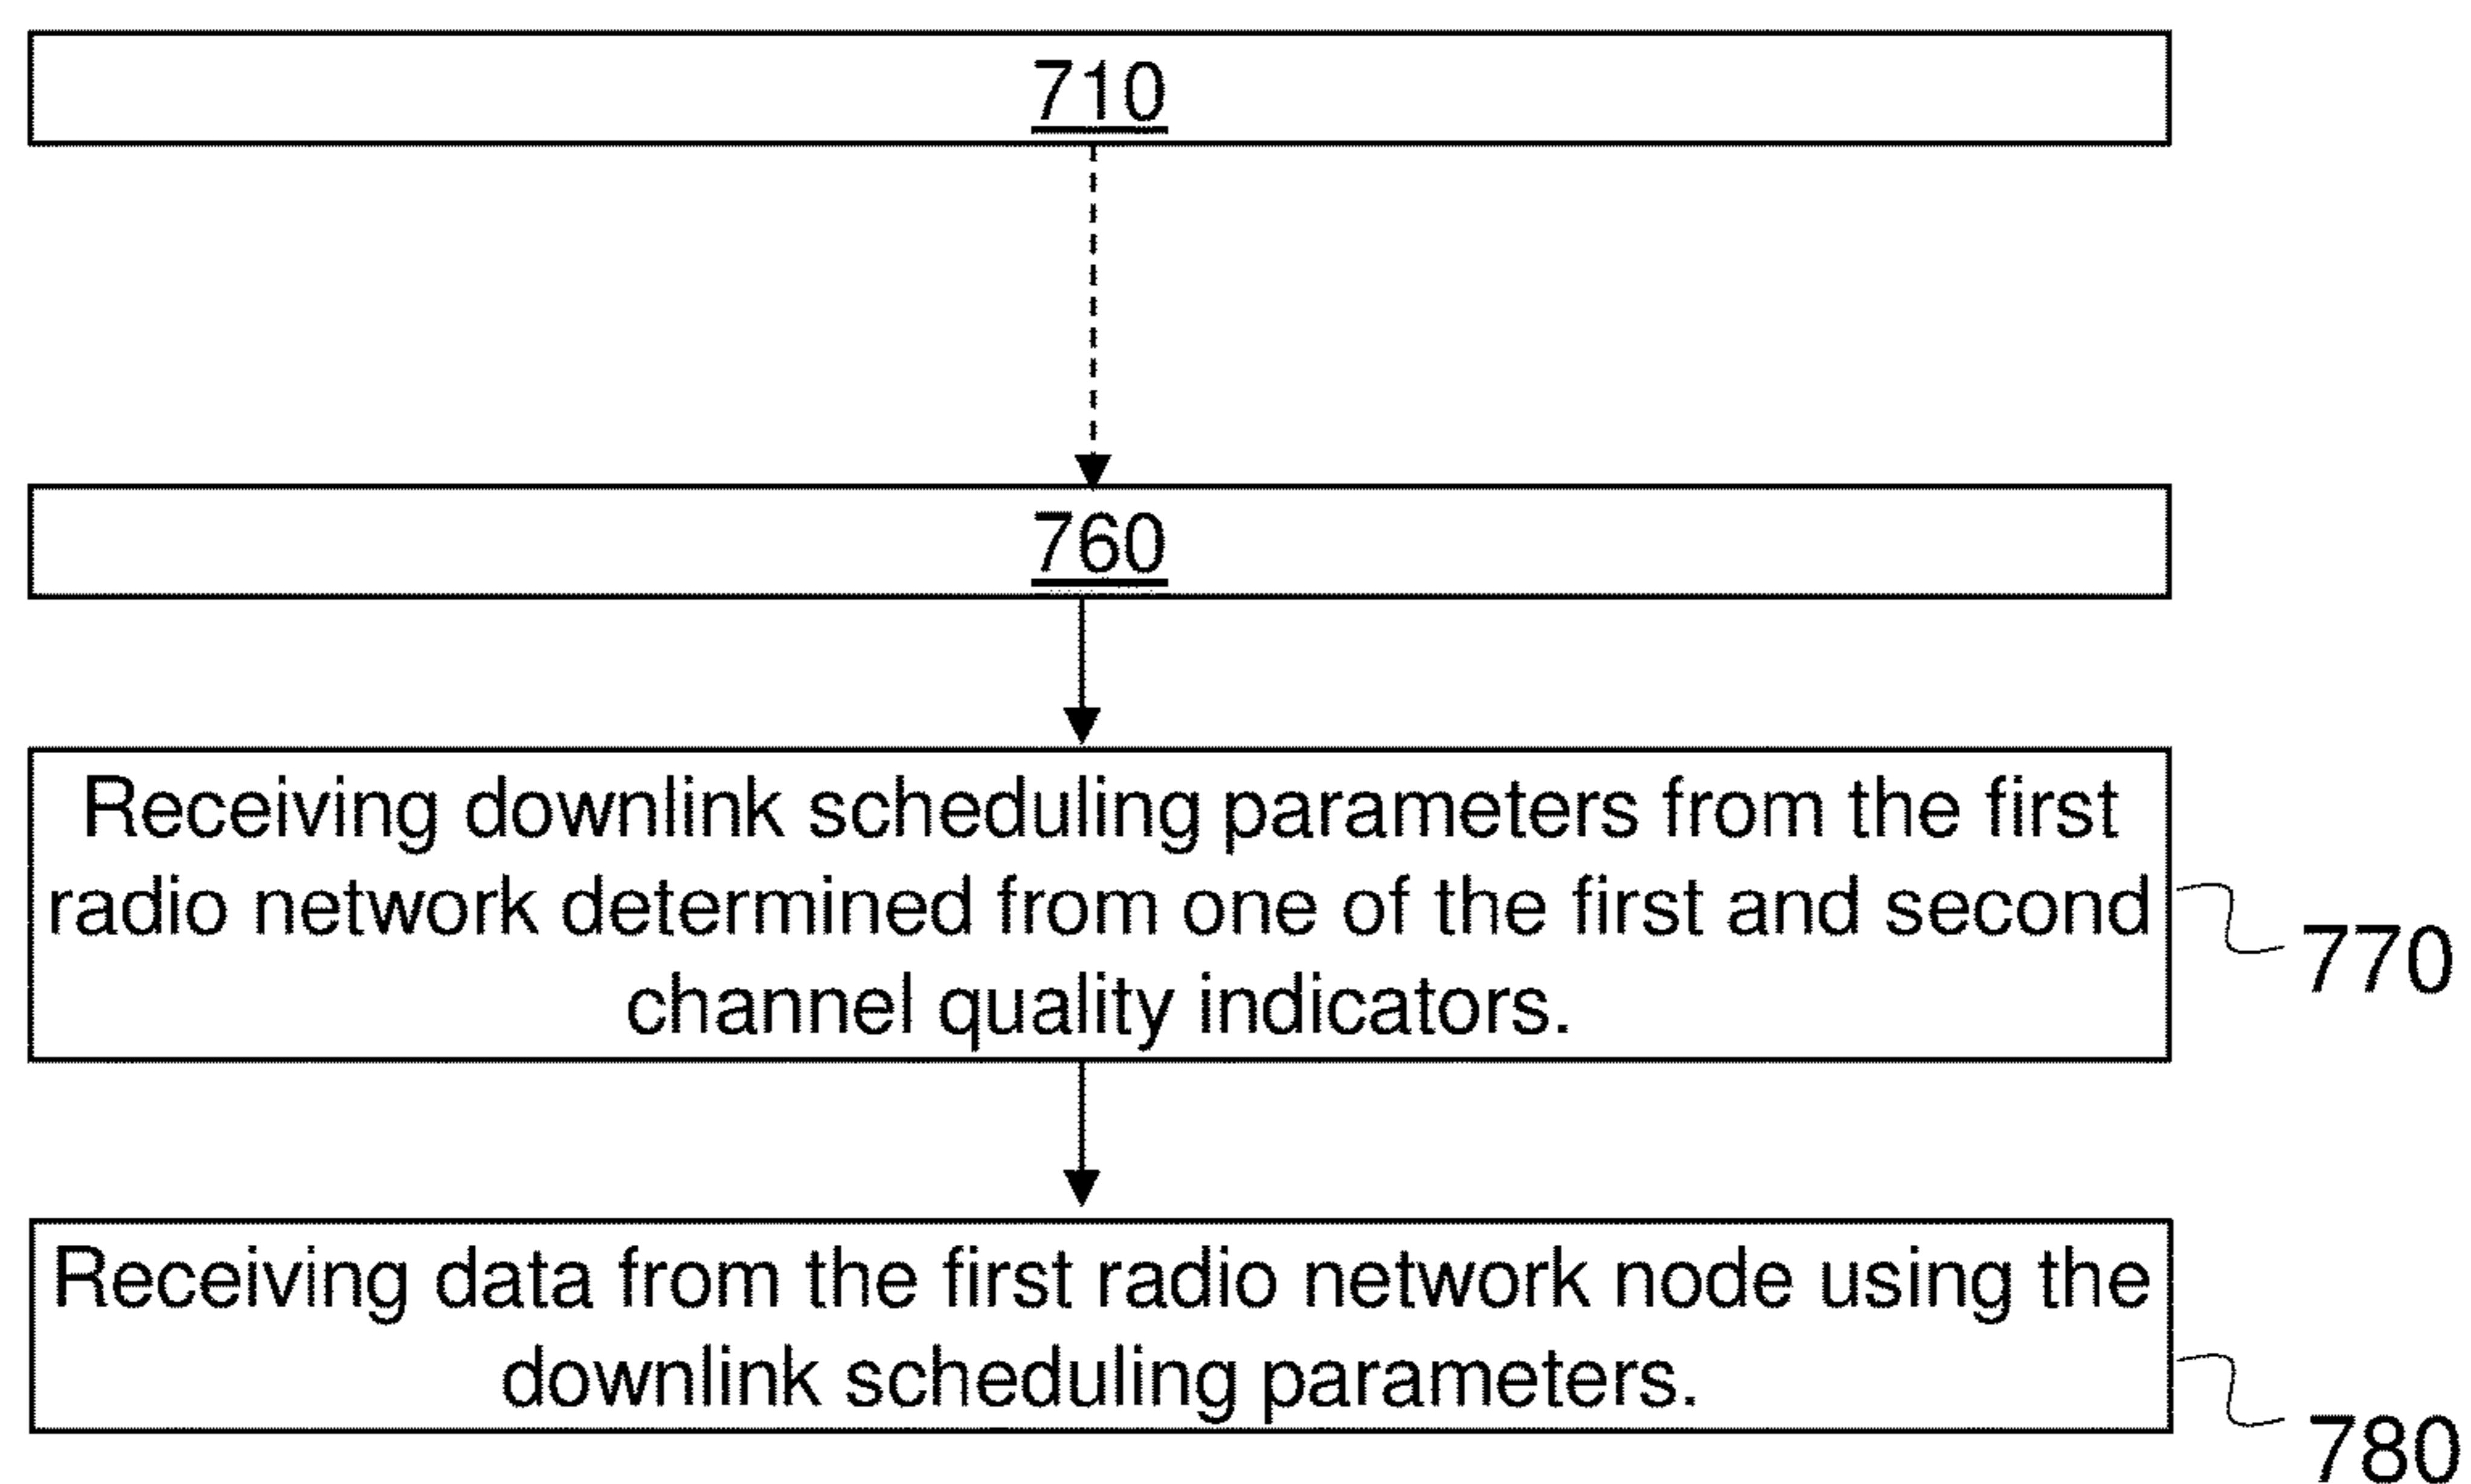 710
760
Receiving downlink scheduling parameters from the first
radio network determined from one of the first and second
channel quality indicators.
770
Receiving data from the first radio network node using the
downlink scheduling parameters.
780